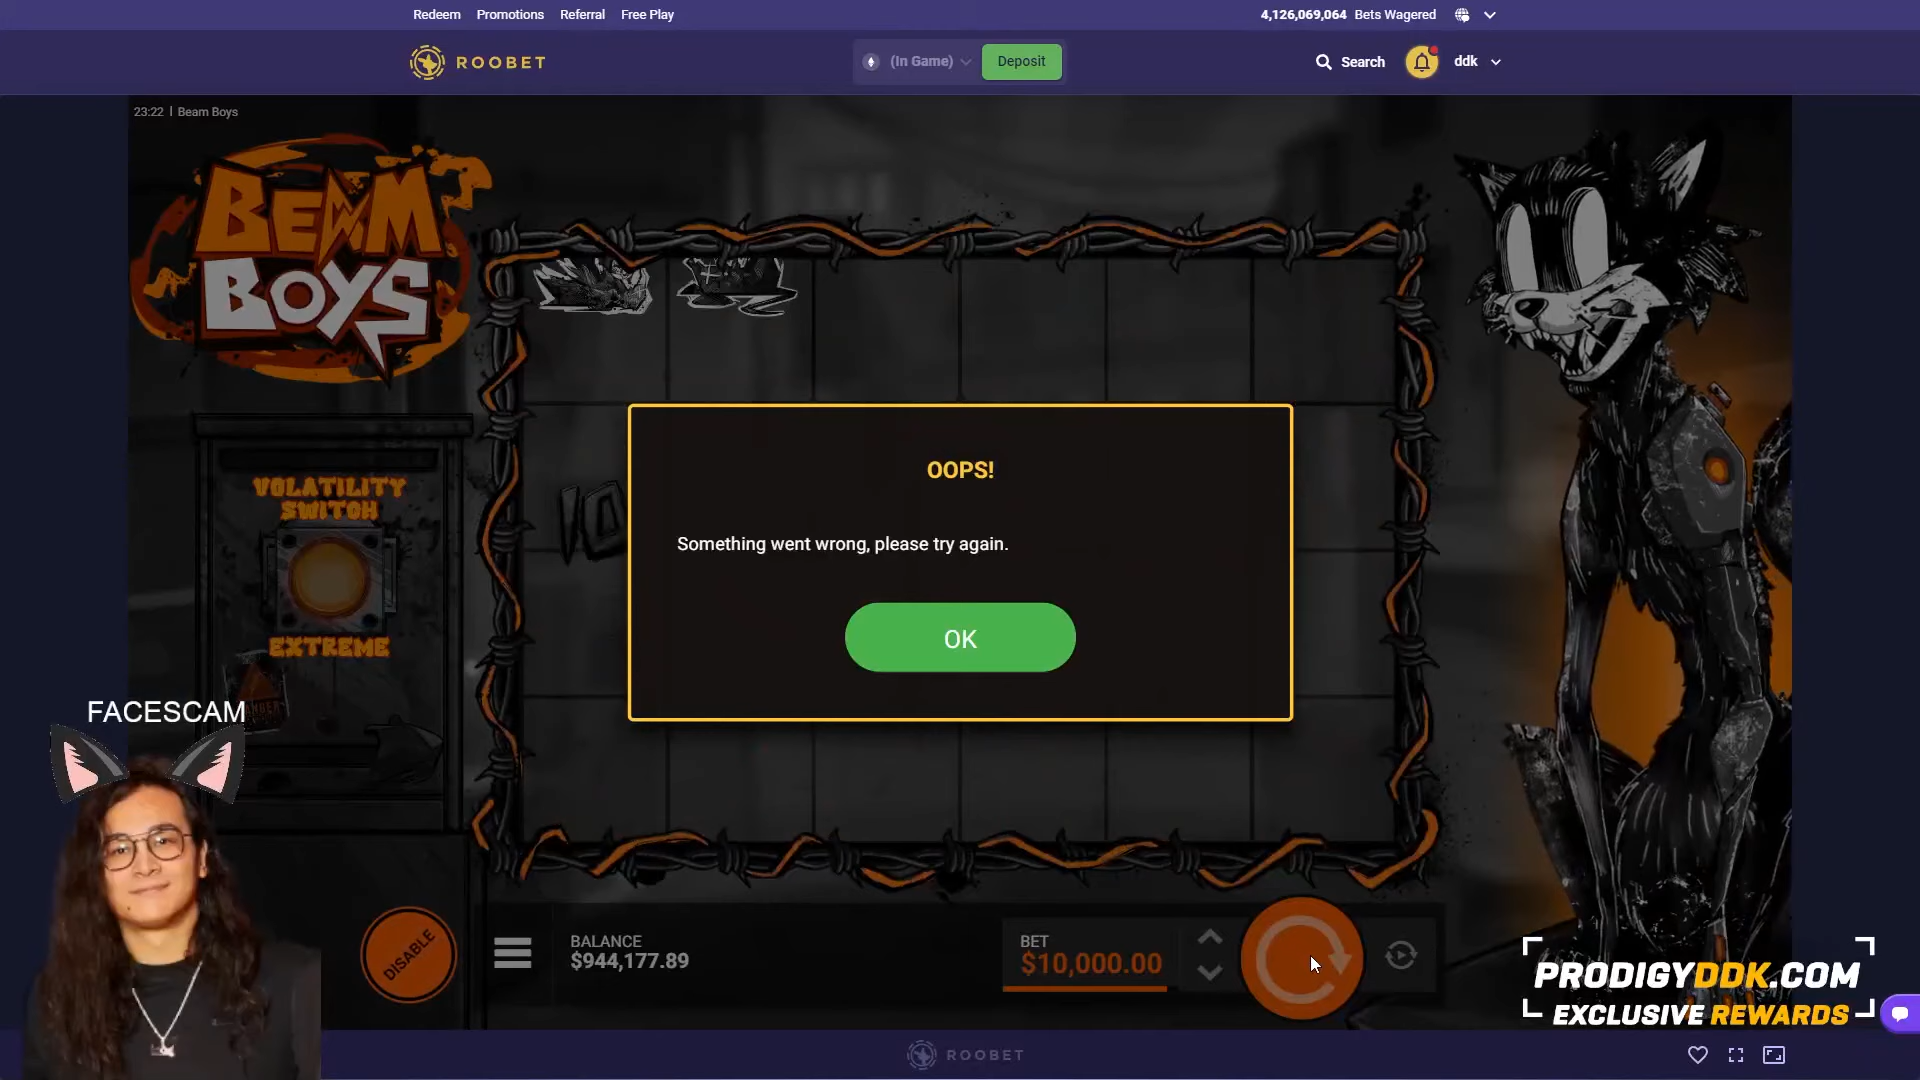 Redeem Promotions Referral Free Play
4,126,069,064 Bets Wagered
ROOBET
(In Game)
Deposit
Search
ddk
23:22 | Beam Boys
BEAM
BOYS
10
VOLATILITY
SWITCH
EXTREME
OOPS!
Something went wrong, please try again.
OK
FACESCAM
DISABLE
BALANCE
$944,177.89
BET
$10,000.00
PRODIGYDDK.COM
EXCLUSIVE REWARDS
ROOBET